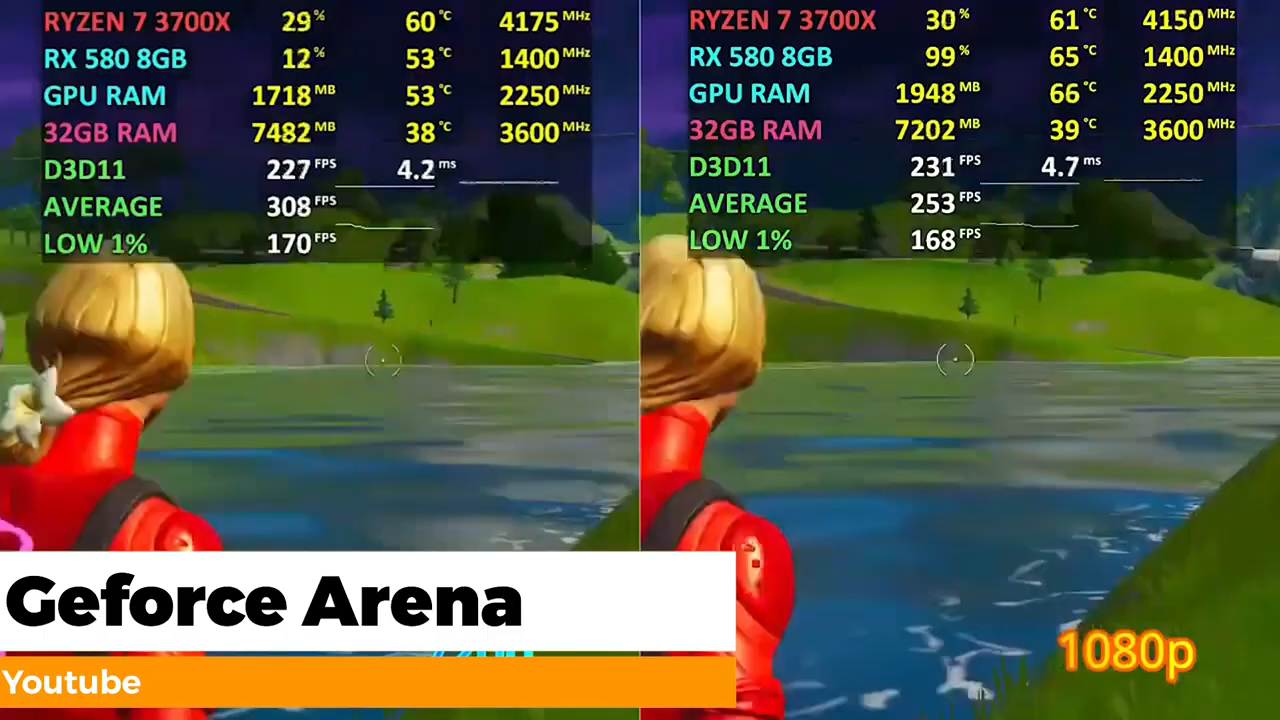 RYZEN 7 3700X 29% 60°C 4175MHz
RX 580 8GB 12% 53°C 1400MHz
GPU RAM 1718MB 53°C 2250MHz
32GB RAM 7482MB 38°C 3600MHz
D3D11 227FPS 4.2ms
AVERAGE 308FPS
LOW 1% 170FPS
RYZEN 7 3700X 30% 61°C 4150MHz
RX 580 8GB 99% 65°C 1400MHz
GPU RAM 1948MB 66°C 2250MHz
32GB RAM 7202MB 39°C 3600MHz
D3D11 231FPS 4.7ms
AVERAGE 253FPS
LOW 1% 168FPS
Geforce Arena
Youtube
1080p